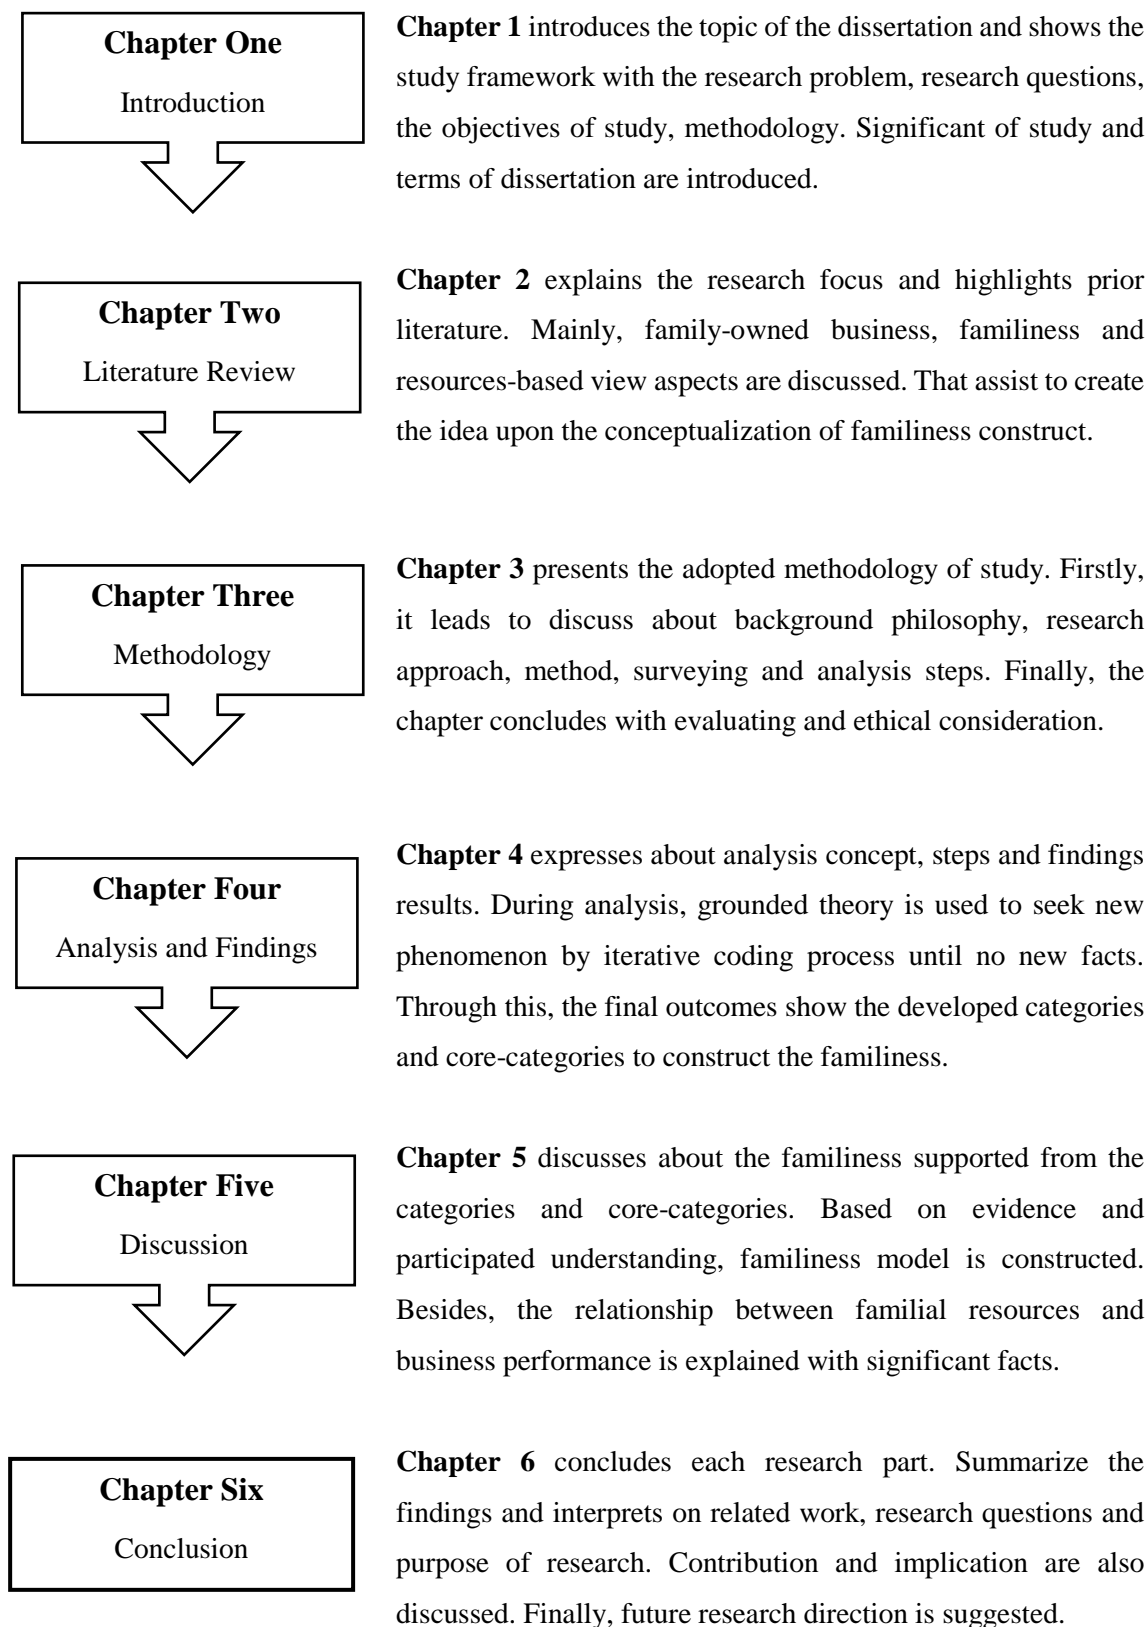 Chapter One
Introduction
Chapter 1 introduces the topic of the dissertation and shows the
study framework with the research problem, research questions,
the objectives of study, methodology. Significant of study and
terms of dissertation are introduced.
Chapter Two
Literature Review
Chapter 2 explains the research focus and highlights prior
literature. Mainly, family-owned business, familiness and
resources-based view aspects are discussed. That assist to create
the idea upon the conceptualization of familiness construct.
Chapter Three
Methodology
Chapter 3 presents the adopted methodology of study. Firstly,
it leads to discuss about background philosophy, research
approach, method, surveying and analysis steps. Finally, the
chapter concludes with evaluating and ethical consideration.
Chapter Four
Analysis and Findings
Chapter 4 expresses about analysis concept, steps and findings
results. During analysis, grounded theory is used to seek new
phenomenon by iterative coding process until no new facts.
Through this, the final outcomes show the developed categories
and core-categories to construct the familiness.
Chapter Five
Discussion
Chapter 5 discusses about the familiness supported from the
categories and core-categories. Based on evidence and
participated understanding, familiness model is constructed.
Besides, the relationship between familial resources and
business performance is explained with significant facts.
Chapter Six
Conclusion
Chapter 6 concludes each research part. Summarize the
findings and interprets on related work, research questions and
purpose of research. Contribution and implication are also
discussed. Finally, future research direction is suggested.